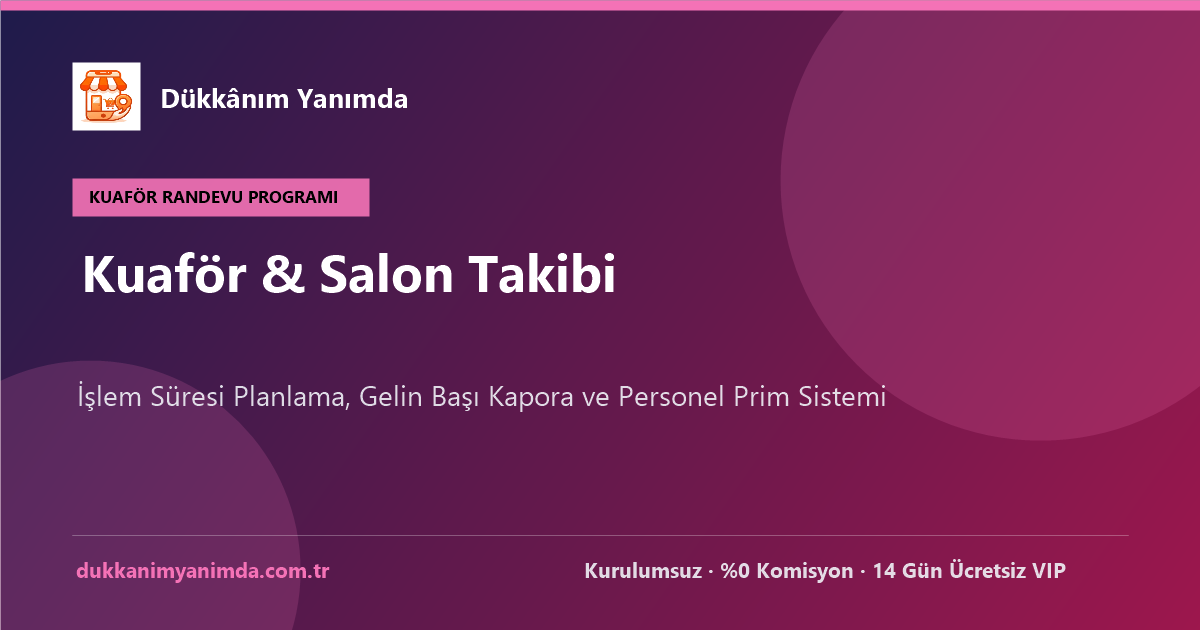 Dükkânım Yanımda
KUAFÖR RANDEVU PROGRAMI
Kuaför & Salon Takibi
İşlem Süresi Planlama, Gelin Başı Kapora ve Personel Prim Sistemi
dukkanimyanimda.com.tr
Kurulumsuz · %0 Komisyon · 14 Gün Ücretsiz VIP